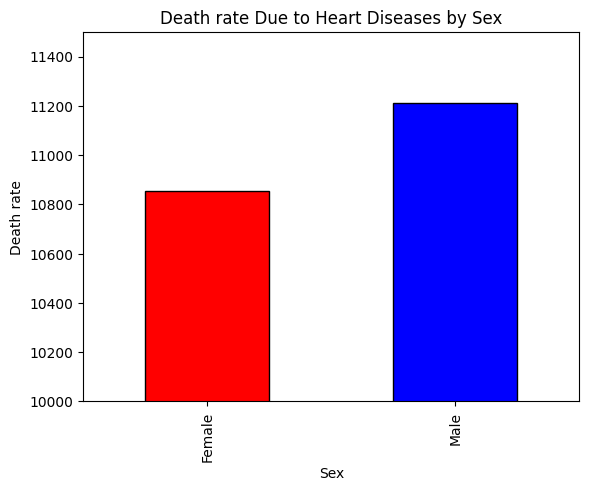 Death rate Due to Heart Diseases by Sex
11400
11200
11000
10800
10600
10400
10200
10000
Death rate
Female
Male
Sex